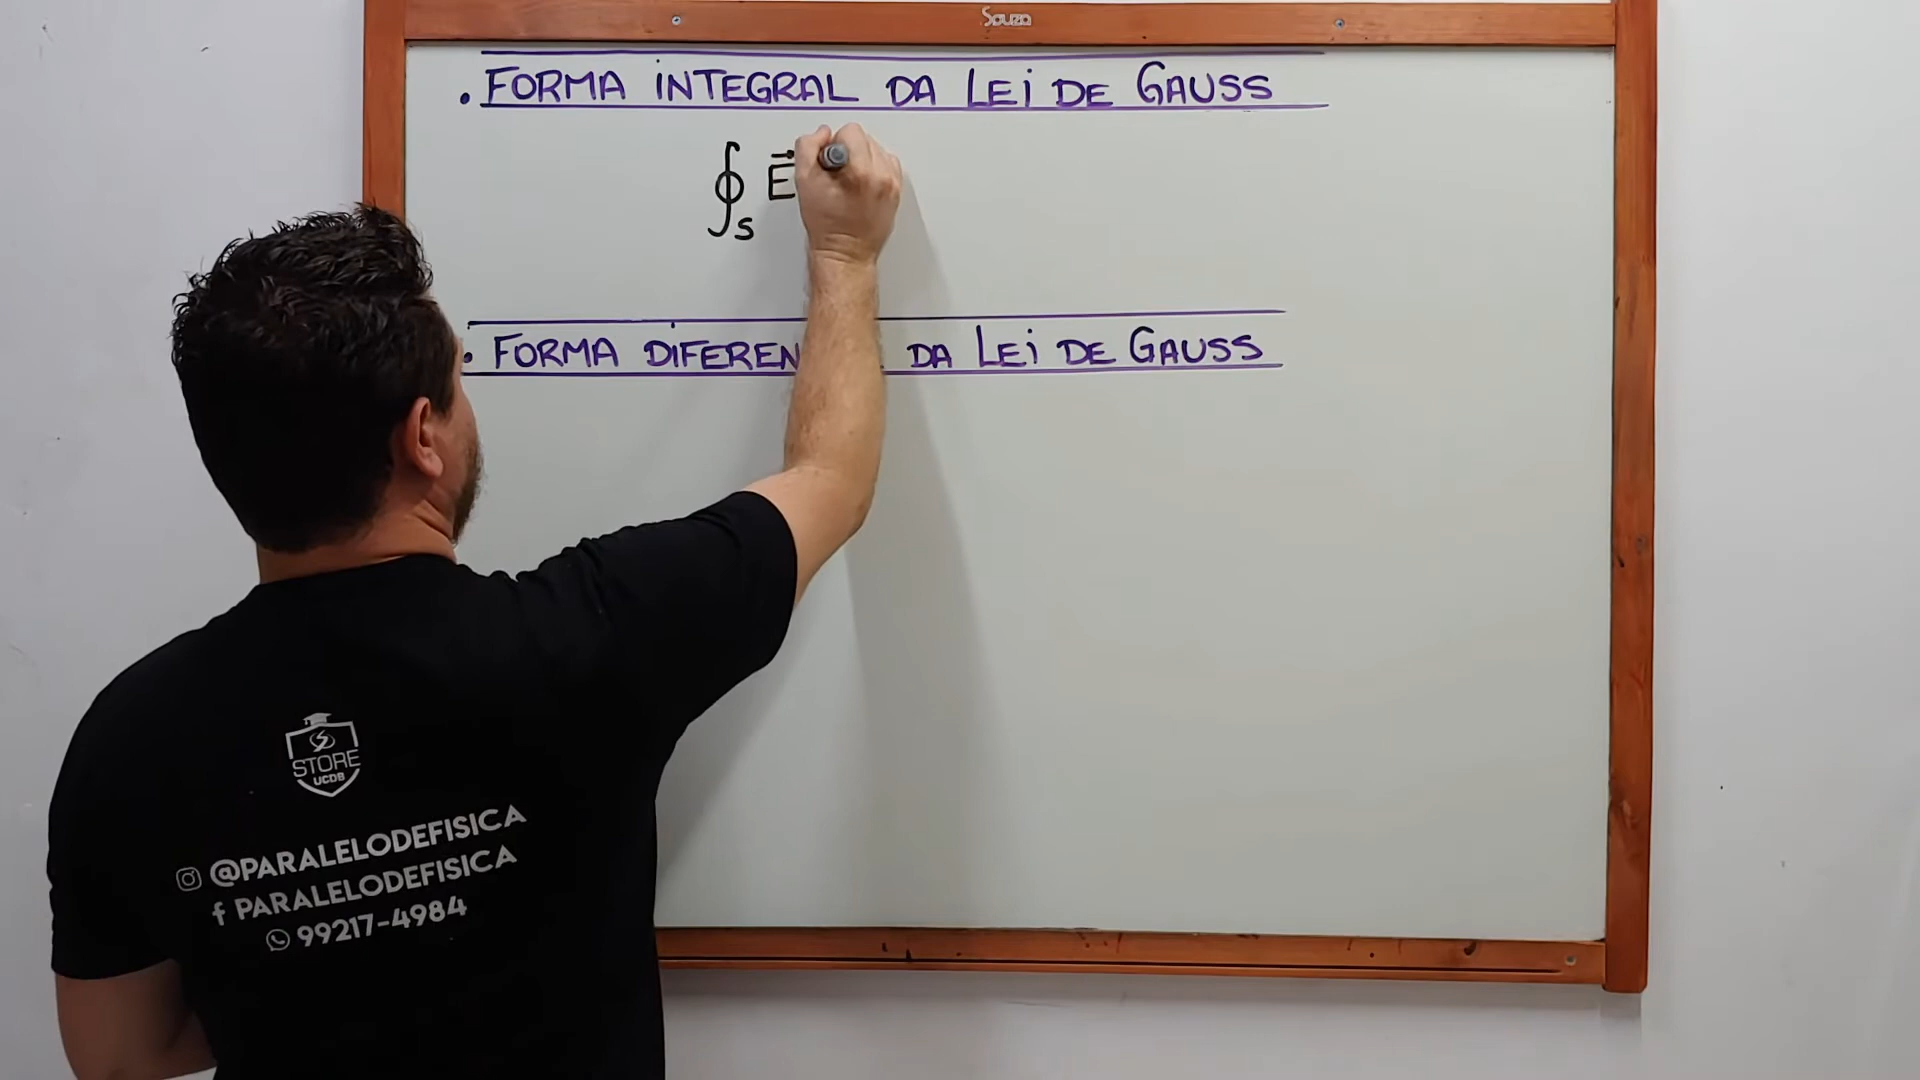 Souza
. FORMA INTEGRAL DA LEI DE GAUSS
∮S E⃗
. FORMA DIFEREN DA LEI DE GAUSS
STORE
UCDB
@PARALELODEFISICA
f PARALELODEFISICA
99217-4984